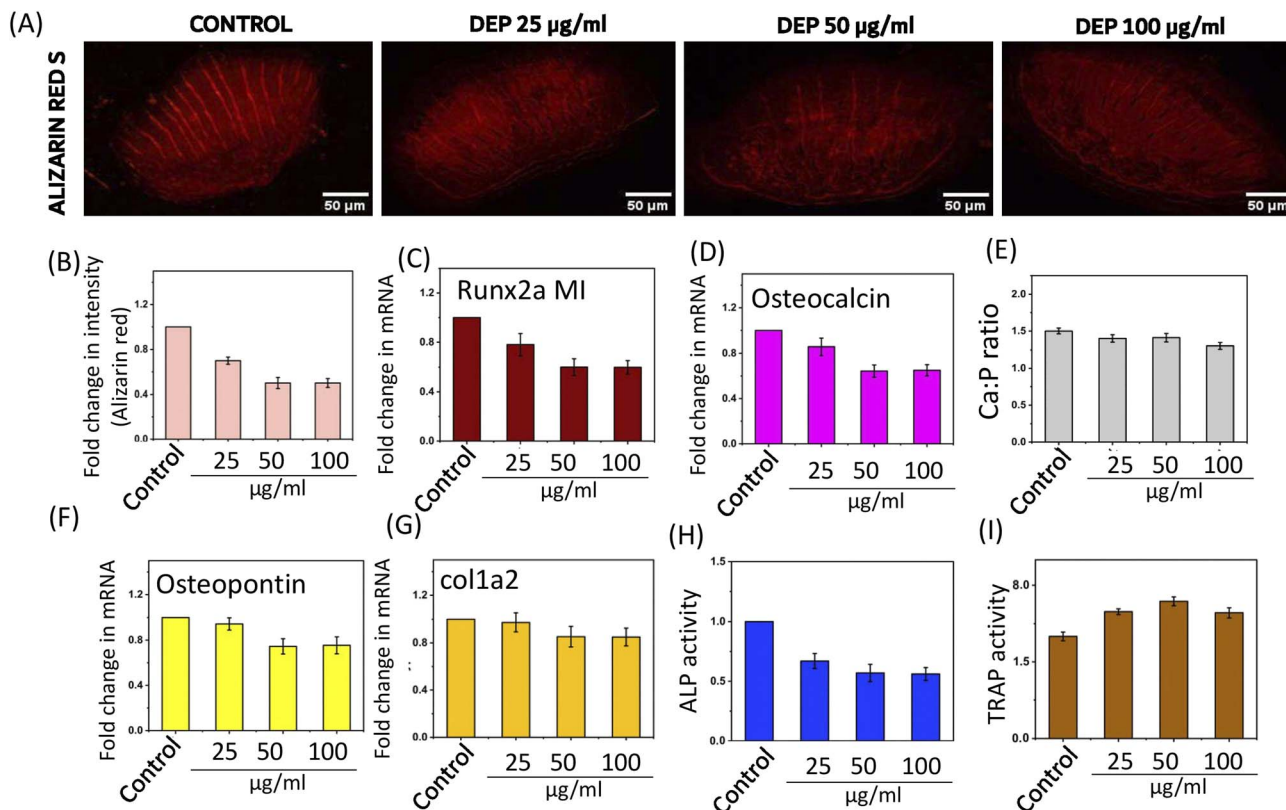 (A)
CONTROL
DEP 25 µg/ml
DEP 50 µg/ml
DEP 100 µg/ml
ALIZARIN RED S
50 µm
50 µm
50 µm
50 µm
(B)
Fold change in intensity
(Alizarin red)
1.2
0.8
0.4
0.0
Control
25 50 100
µg/ml
(C)
Fold change in mRNA
Runx2a MI
1.2
0.8
0.4
0.0
Control
25 50 100
µg/ml
(D)
Fold change in mRNA
Osteocalcin
1.2
0.8
0.4
0.0
Control
25 50 100
µg/ml
(E)
Ca:P ratio
2.0
1.5
1.0
0.5
0.0
Control
25 50 100
µg/ml
(F)
Fold change in mRNA
Osteopontin
1.2
0.8
0.4
0.0
Control
25 50 100
µg/ml
(G)
Fold change in mRNA
col1a2
1.2
0.8
0.4
0.0
Control
25 50 100
µg/ml
(H)
ALP activity
1.5
1.0
0.5
0.0
Control
25 50 100
µg/ml
(I)
TRAP activity
8.0
1.5
0.0
Control
25 50 100
µg/ml